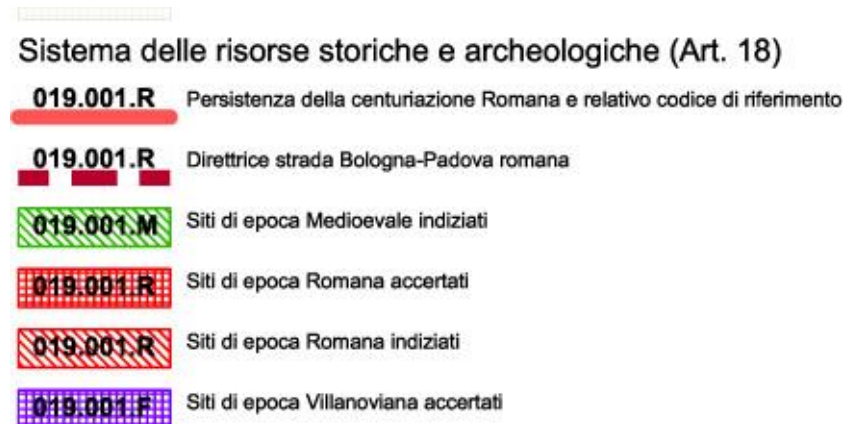 Sistema delle risorse storiche e archeologiche (Art. 18)
019.001.R Persistenza della centuriazione Romana e relativo codice di riferimento
019.001.R Direttrice strada Bologna-Padova romana
019.001.M Siti di epoca Medioevale indiziati
019.001.R Siti di epoca Romana accertati
019.001.R Siti di epoca Romana indiziati
019.001.F Siti di epoca Villanoviana accertati